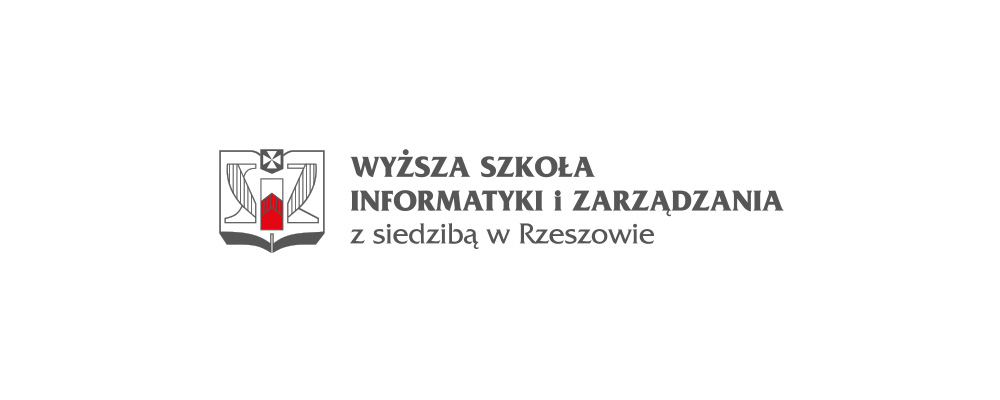 WYŻSZA SZKOŁA
INFORMATYKI i ZARZĄDZANIA
z siedzibą w Rzeszowie